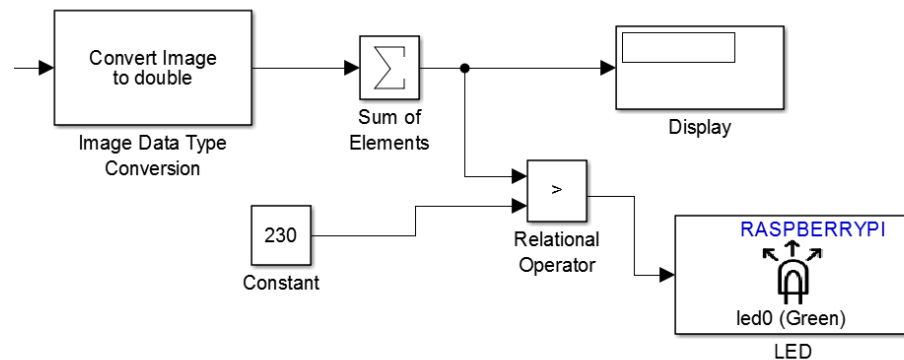 Convert Image
to double
Image Data Type
Conversion
Sum of
Elements
Display
>
Relational
Operator
230
Constant
RASPBERRYPI
led0 (Green)
LED